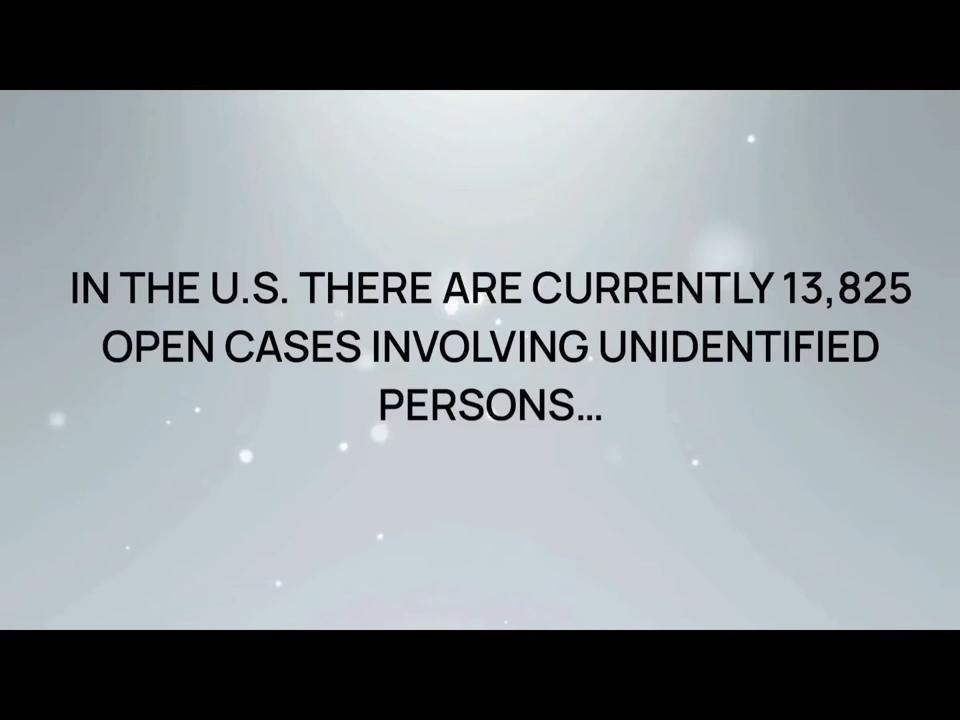 IN THE U.S. THERE ARE CURRENTLY 13,825
OPEN CASES INVOLVING UNIDENTIFIED
PERSONS...